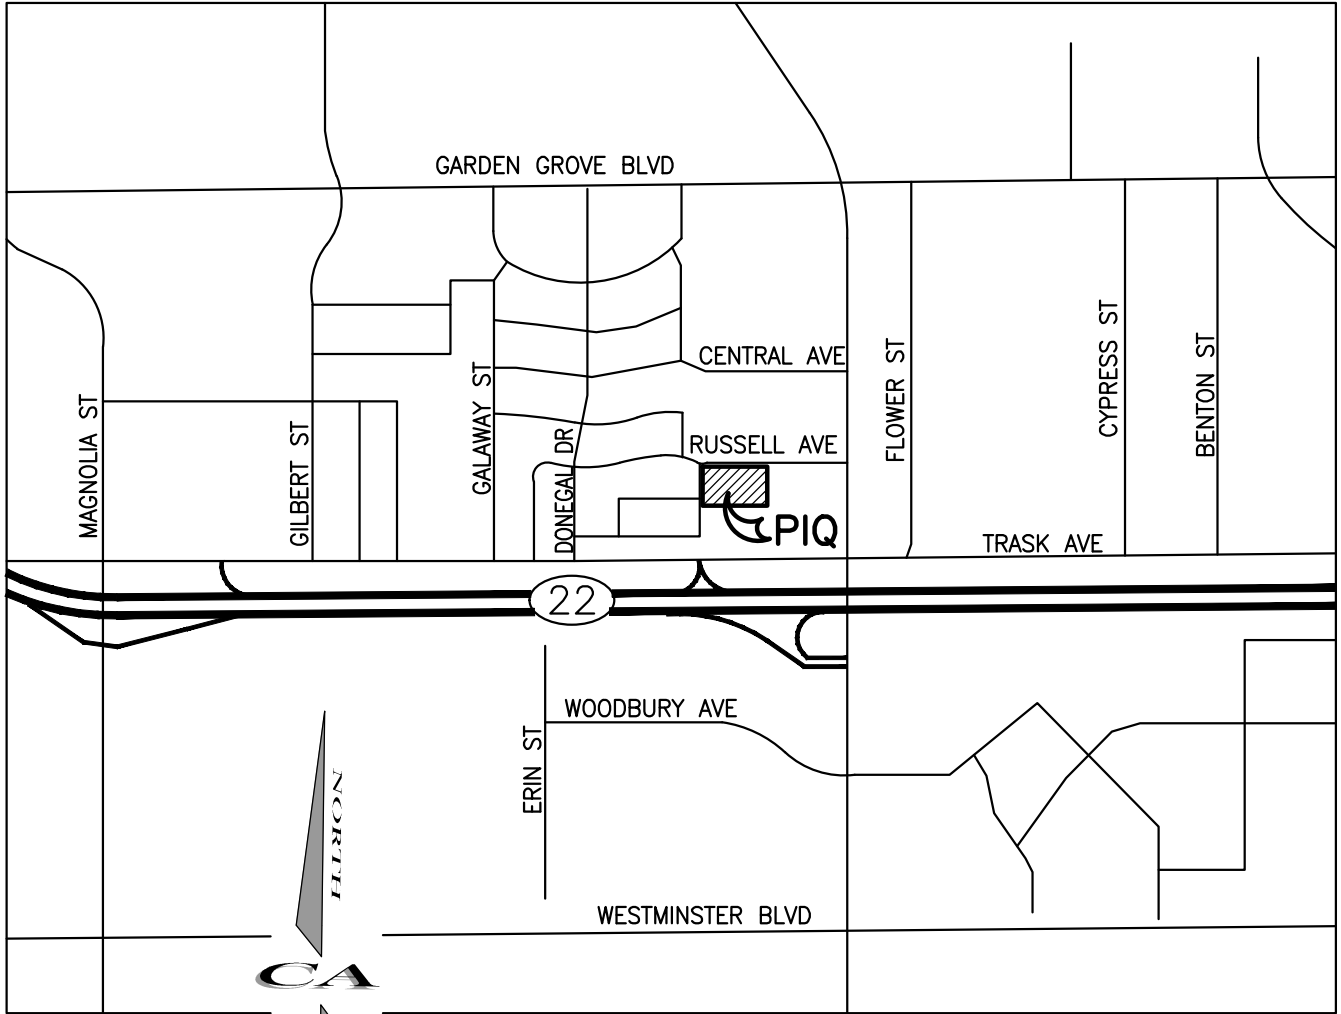 GARDEN GROVE BLVD
CENTRAL AVE
RUSSELL AVE
MAGNOLIA ST
GILBERT ST
GALAWAY ST
DONEGAL DR
FLOWER ST
CYPRESS ST
BENTON ST
PIQ
TRASK AVE
22
WOODBURY AVE
ERIN ST
NORTH
WESTMINSTER BLVD
CA